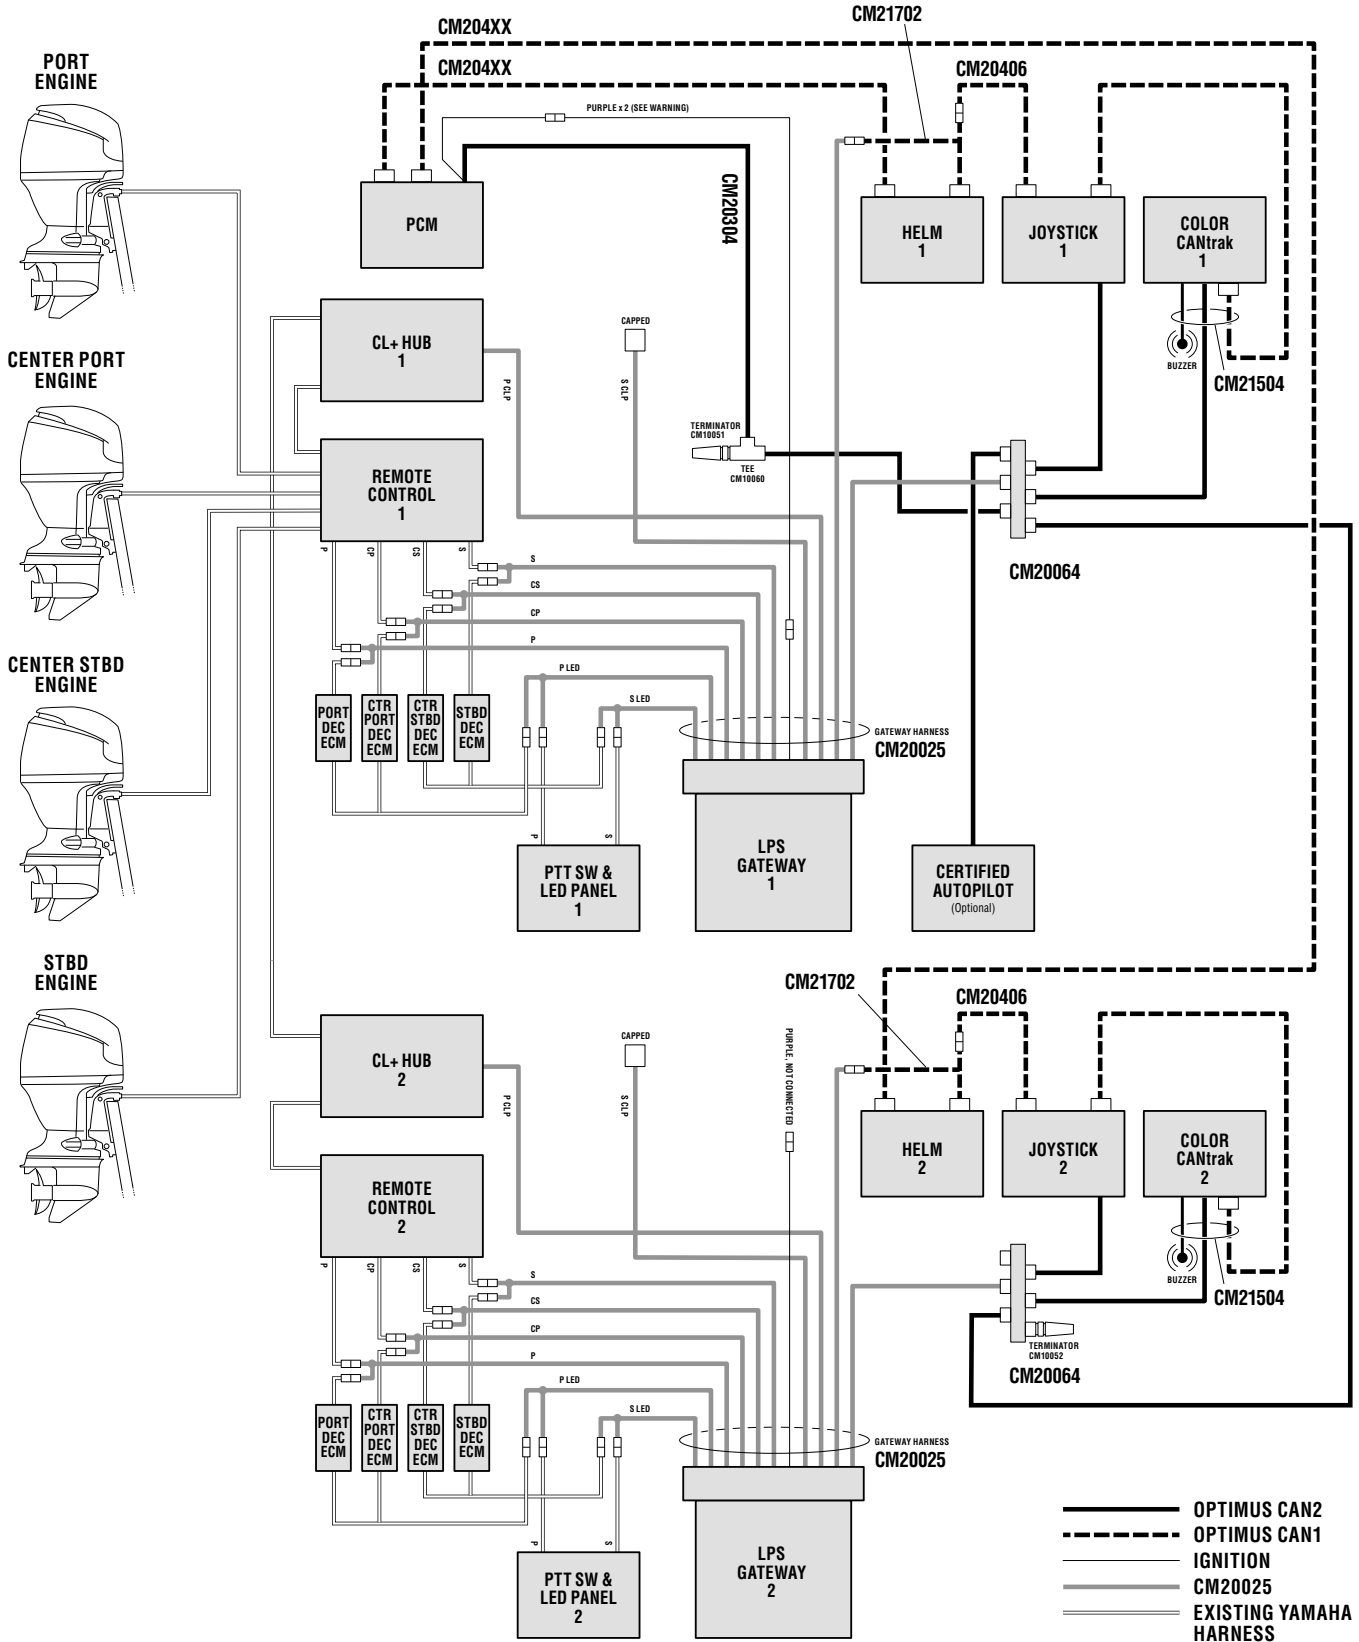 CM21702
CM204XX
PORT
ENGINE
CM204XX
CM20406
PURPLE x 2 (SEE WARNING)
CM20304
PCM
HELM
1
JOYSTICK
1
COLOR
CANtrak
1
BUZZER
CM21504
CENTER PORT
ENGINE
CL+ HUB
1
P CLP
CAPPED
S CLP
TERMINATOR
CM10051
TEE
CM10060
REMOTE
CONTROL
1
P
CP
CS
S
S
CS
CP
P
P LED
S LED
CM20064
CENTER STBD
ENGINE
PORT
DEC
ECM
CTR
PORT
DEC
ECM
CTR
STBD
DEC
ECM
STBD
DEC
ECM
GATEWAY HARNESS
CM20025
P
S
PTT SW &
LED PANEL
1
LPS
GATEWAY
1
CERTIFIED
AUTOPILOT
(Optional)
STBD
ENGINE
CM21702
CM20406
CL+ HUB
2
P CLP
CAPPED
S CLP
PURPLE, NOT CONNECTED
HELM
2
JOYSTICK
2
COLOR
CANtrak
2
BUZZER
CM21504
REMOTE
CONTROL
2
P
CP
CS
S
S
CS
CP
P
P LED
S LED
TERMINATOR
CM10052
CM20064
PORT
DEC
ECM
CTR
PORT
DEC
ECM
CTR
STBD
DEC
ECM
STBD
DEC
ECM
GATEWAY HARNESS
CM20025
P
S
PTT SW &
LED PANEL
2
LPS
GATEWAY
2
OPTIMUS CAN2
OPTIMUS CAN1
IGNITION
CM20025
EXISTING YAMAHA
HARNESS